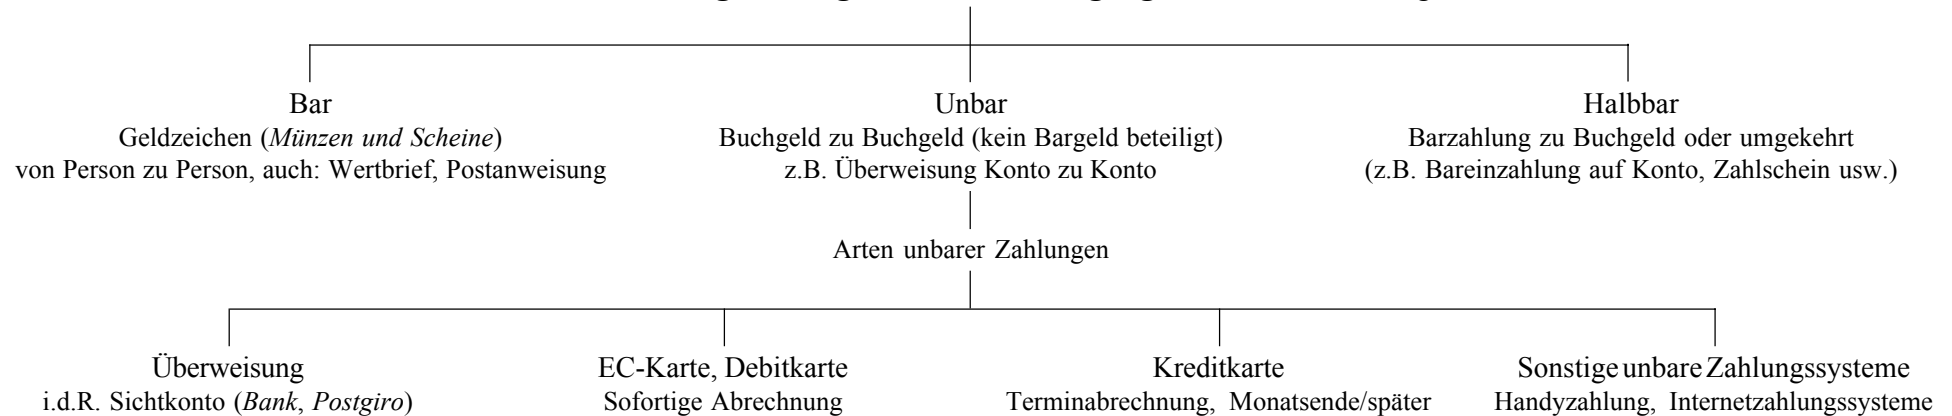 Bar
Geldzeichen (Münzen und Scheine)
von Person zu Person, auch: Wertbrief, Postanweisung
Unbar
Buchgeld zu Buchgeld (kein Bargeld beteiligt)
z.B. Überweisung Konto zu Konto
Halbbar
Barzahlung zu Buchgeld oder umgekehrt
(z.B. Bareinzahlung auf Konto, Zahlschein usw.)
Arten unbarer Zahlungen
Überweisung
i.d.R. Sichtkonto (Bank, Postgiro)
EC-Karte, Debitkarte
Sofortige Abrechnung
Kreditkarte
Terminabrechnung, Monatsende/später
Sonstige unbare Zahlungssysteme
Handyzahlung, Internetzahlungssysteme